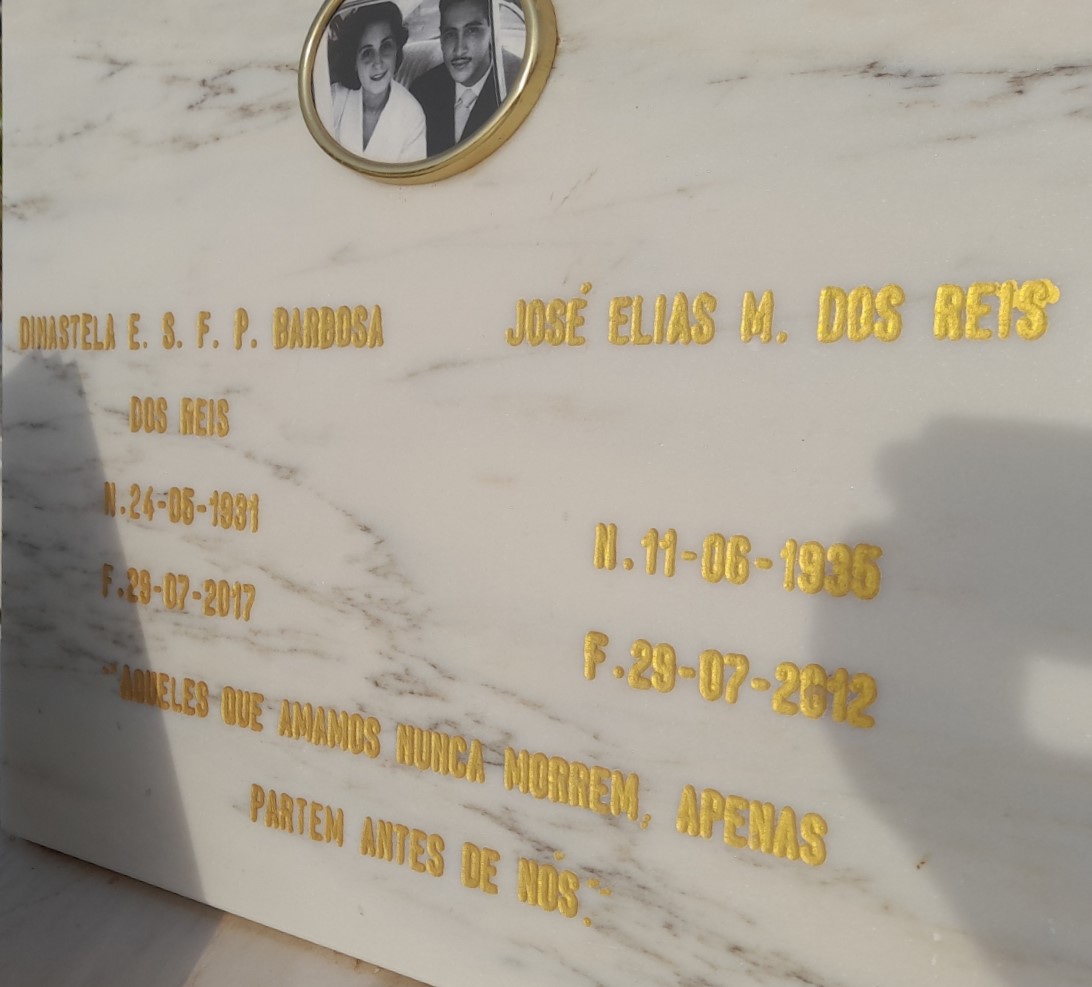 DINASTELA E. S. F. P. BARBOSA
DOS REIS
N.24-05-1931
F.29-07-2017
JOSÉ ELIAS M. DOS REIS
N.11-06-1935
F.29-07-2012
"AQUELES QUE AMAMOS NUNCA MORREM, APENAS
PARTEM ANTES DE NÓS."